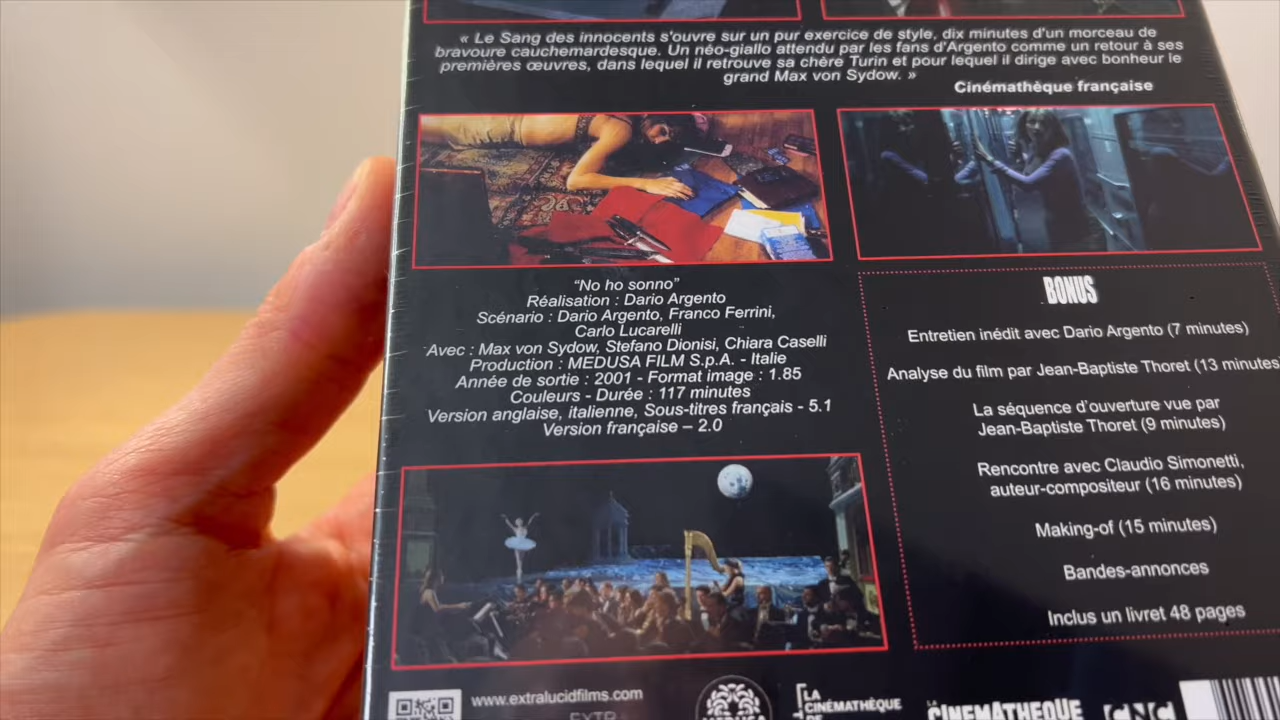 « Le Sang des innocents s'ouvre sur un pur exercice de style, dix minutes d'un morceau de
bravoure cauchemardesque. Un néo-giallo attendu par les fans d'Argento comme un retour à ses
premières œuvres, dans lequel il retrouve sa chère Turin et pour lequel il dirige avec bonheur le
grand Max von Sydow. »
Cinémathèque française
“No ho sonno”
Réalisation : Dario Argento
Scénario : Dario Argento, Franco Ferrini,
Carlo Lucarelli
Avec : Max von Sydow, Stefano Dionisi, Chiara Caselli
Production : MEDUSA FILM S.p.A. - Italie
Année de sortie : 2001 - Format image : 1.85
Couleurs - Durée : 117 minutes
Version anglaise, italienne, Sous-titres français - 5.1
Version française – 2.0
BONUS
Entretien inédit avec Dario Argento (7 minutes)
Analyse du film par Jean-Baptiste Thoret (13 minutes
La séquence d'ouverture vue par
Jean-Baptiste Thoret (9 minutes)
Rencontre avec Claudio Simonetti,
auteur-compositeur (16 minutes)
Making-of (15 minutes)
Bandes-annonces
Inclus un livret 48 pages
www.extralucidfilms.com
EXTR
MEDUSA
LA
CINÉMATHÈQUE
DE
LA
CINEMATHEQUE
CNC